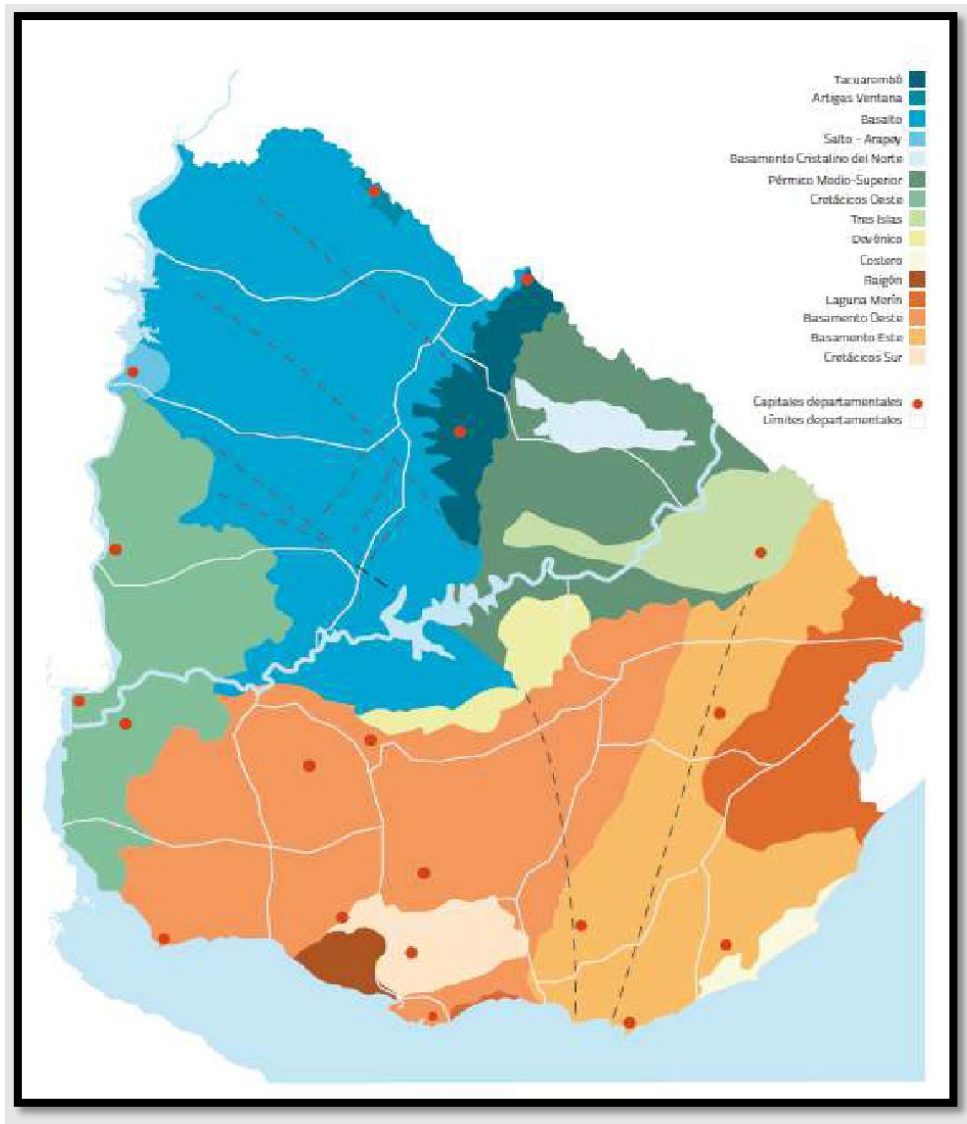 Tacuarembó
Artigas Ventana
Basalto
Salto - Arapey
Basamento Cristalino del Norte
Pérmico Medio-Superior
Cretácicos Oeste
Tres Islas
Devónico
Costero
Raigón
Laguna Merín
Basamento Oeste
Basamento Este
Cretácicos Sur
Capitales departamentales
Límites departamentales